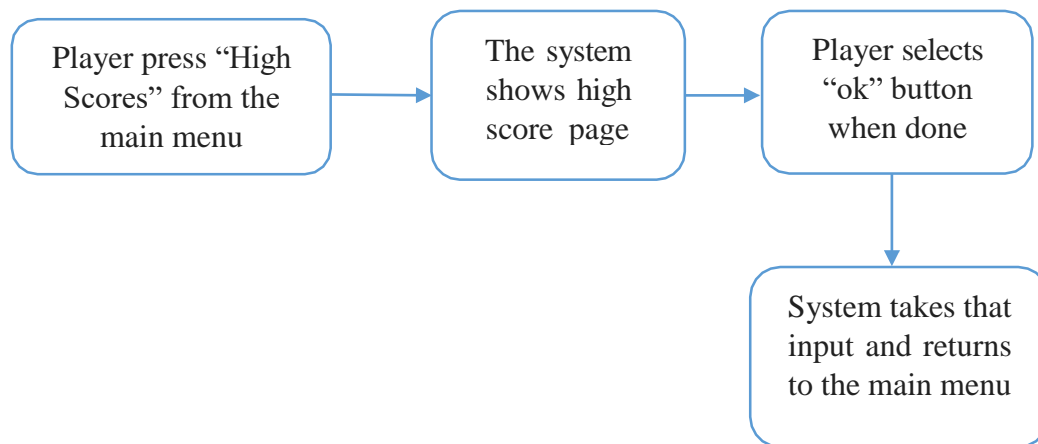 Player press “High
Scores” from the
main menu
The system
shows high
score page
Player selects
“ok” button
when done
System takes that
input and returns
to the main menu